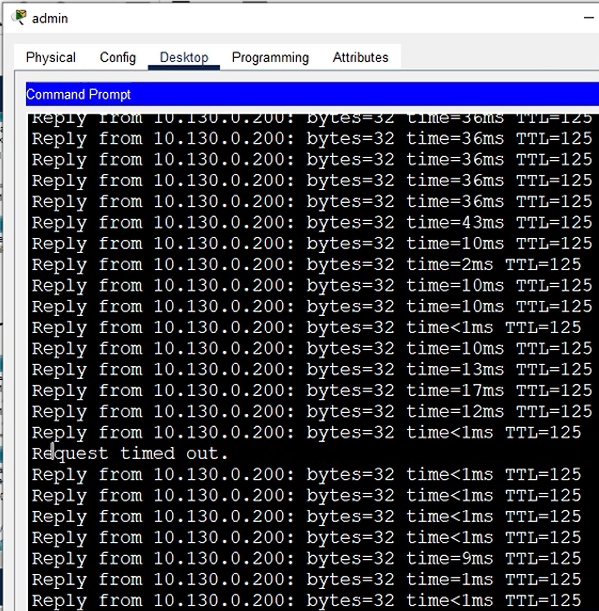 admin
Physical Config Desktop Programming Attributes
Command Prompt
Reply from 10.130.0.200: bytes=32 time=36ms TTL=125
Reply from 10.130.0.200: bytes=32 time=36ms TTL=125
Reply from 10.130.0.200: bytes=32 time=36ms TTL=125
Reply from 10.130.0.200: bytes=32 time=36ms TTL=125
Reply from 10.130.0.200: bytes=32 time=36ms TTL=125
Reply from 10.130.0.200: bytes=32 time=43ms TTL=125
Reply from 10.130.0.200: bytes=32 time=10ms TTL=125
Reply from 10.130.0.200: bytes=32 time=2ms TTL=125
Reply from 10.130.0.200: bytes=32 time=10ms TTL=125
Reply from 10.130.0.200: bytes=32 time=10ms TTL=125
Reply from 10.130.0.200: bytes=32 time<1ms TTL=125
Reply from 10.130.0.200: bytes=32 time=10ms TTL=125
Reply from 10.130.0.200: bytes=32 time=13ms TTL=125
Reply from 10.130.0.200: bytes=32 time=17ms TTL=125
Reply from 10.130.0.200: bytes=32 time=12ms TTL=125
Reply from 10.130.0.200: bytes=32 time<1ms TTL=125
Request timed out.
Reply from 10.130.0.200: bytes=32 time<1ms TTL=125
Reply from 10.130.0.200: bytes=32 time<1ms TTL=125
Reply from 10.130.0.200: bytes=32 time<1ms TTL=125
Reply from 10.130.0.200: bytes=32 time<1ms TTL=125
Reply from 10.130.0.200: bytes=32 time=9ms TTL=125
Reply from 10.130.0.200: bytes=32 time=1ms TTL=125
Reply from 10.130.0.200: bytes=32 time<1ms TTL=125